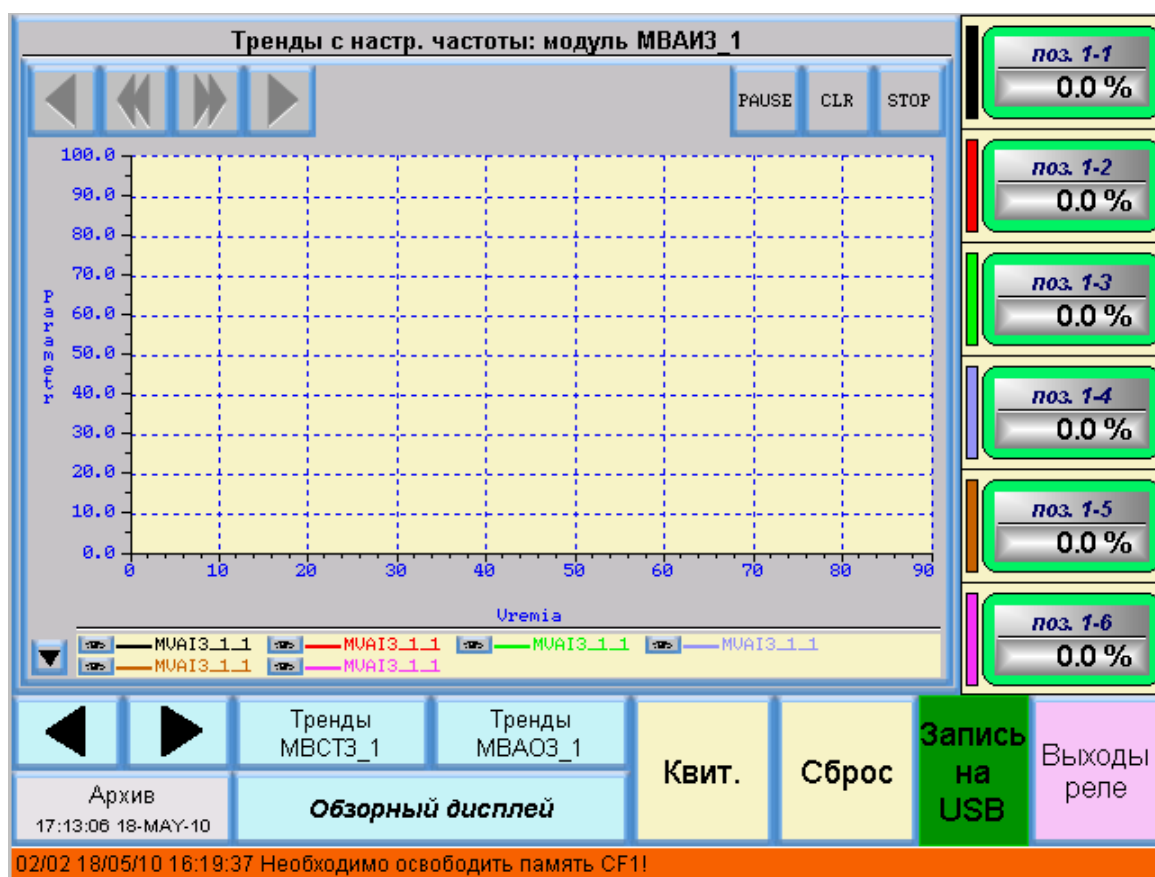 Тренды с настр. частоты: модуль МВАИ3_1
PAUSE CLR STOP
100.0
90.0
80.0
70.0
60.0
50.0
40.0
30.0
20.0
10.0
0.0
Parametr
0 10 20 30 40 50 60 70 80 90
Uremia
MVAI3_1_1 MVAI3_1_1 MVAI3_1_1 MVAI3_1_1
MVAI3_1_1 MVAI3_1_1
поз. 1-1
0.0 %
поз. 1-2
0.0 %
поз. 1-3
0.0 %
поз. 1-4
0.0 %
поз. 1-5
0.0 %
поз. 1-6
0.0 %
Тренды
МВСТ3_1
Тренды
МВАО3_1
Квит.
Сброс
Запись
на
USB
Выходы
реле
Архив
17:13:06 18-MAY-10
Обзорный дисплей
02/02 18/05/10 16:19:37 Необходимо освободить память CF1!